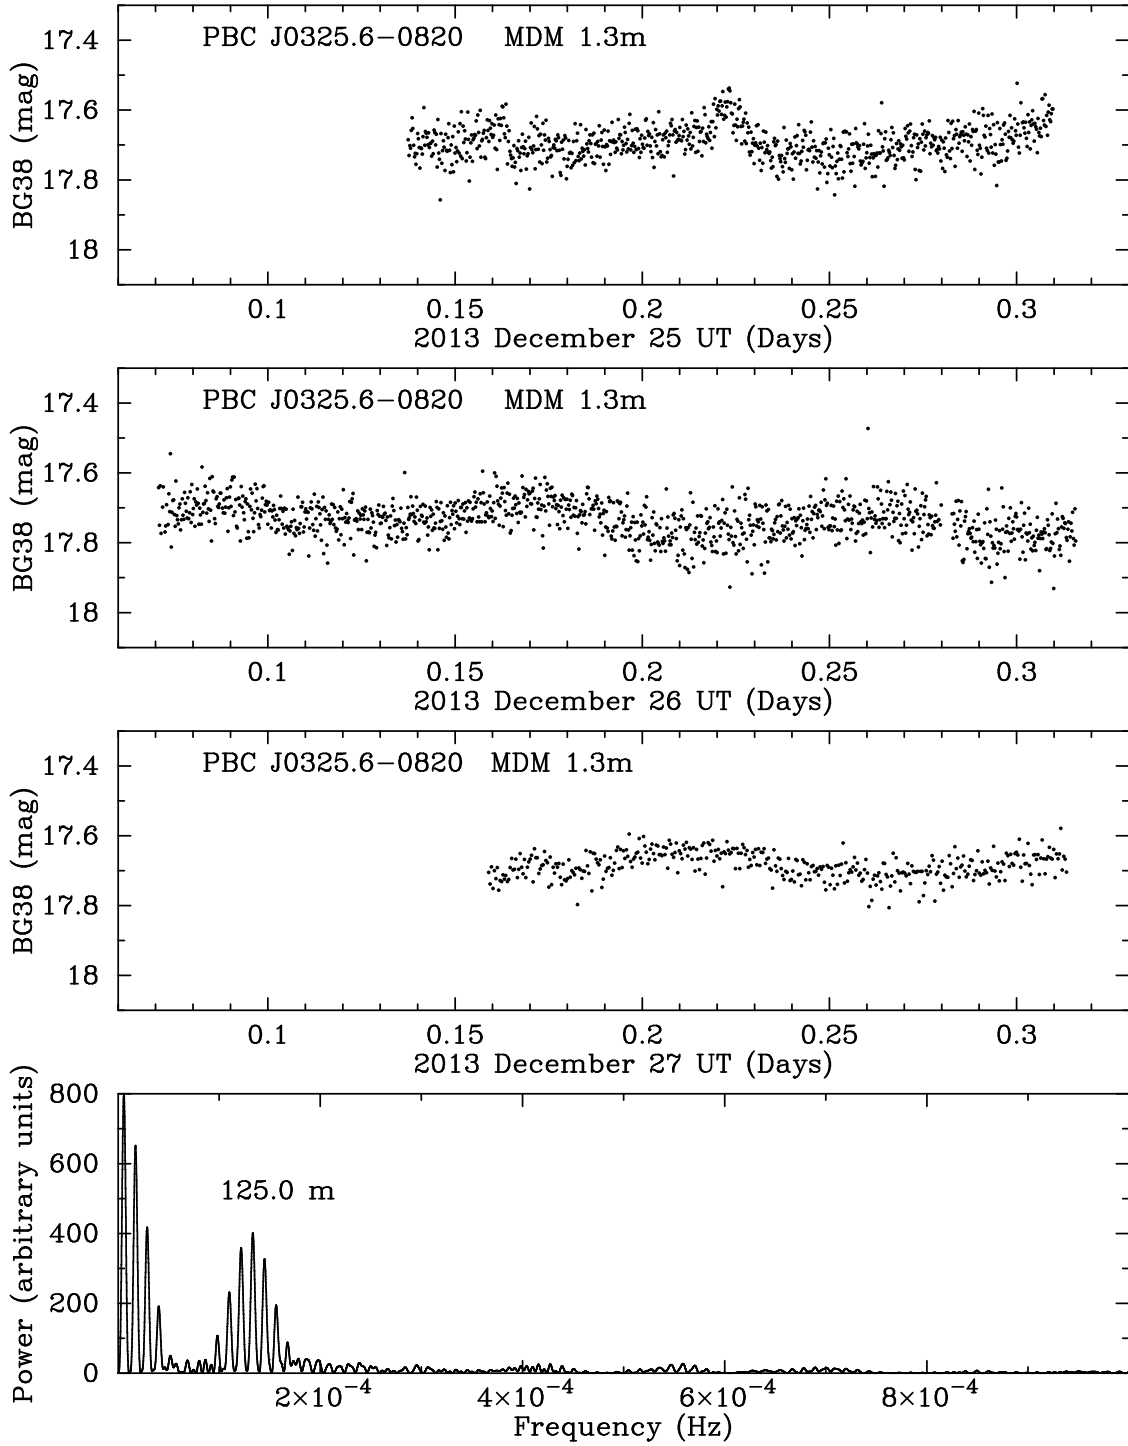 PBC J0325.6−0820 MDM 1.3m
BG38 (mag)
17.4
17.6
17.8
18
0.1 0.15 0.2 0.25 0.3
2013 December 25 UT (Days)
PBC J0325.6−0820 MDM 1.3m
BG38 (mag)
17.4
17.6
17.8
18
0.1 0.15 0.2 0.25 0.3
2013 December 26 UT (Days)
PBC J0325.6−0820 MDM 1.3m
BG38 (mag)
17.4
17.6
17.8
18
0.1 0.15 0.2 0.25 0.3
2013 December 27 UT (Days)
Power (arbitrary units)
800
600
400
200
0
125.0 m
2×10⁻⁴ 4×10⁻⁴ 6×10⁻⁴ 8×10⁻⁴
Frequency (Hz)